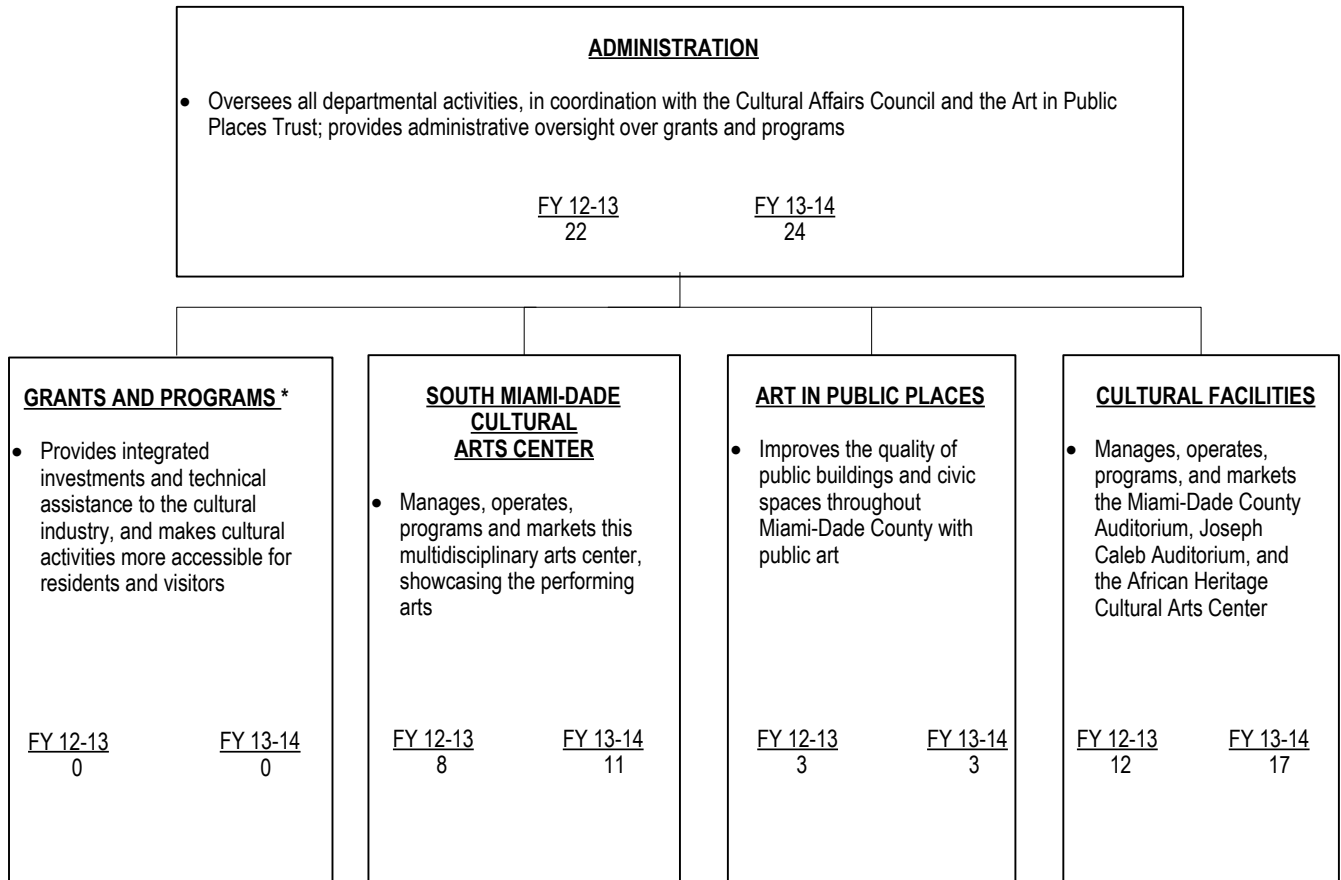 ADMINISTRATION
• Oversees all departmental activities, in coordination with the Cultural Affairs Council and the Art in Public
Places Trust; provides administrative oversight over grants and programs
FY 12-13 FY 13-14
22 24
GRANTS AND PROGRAMS *
• Provides integrated
investments and technical
assistance to the cultural
industry, and makes cultural
activities more accessible for
residents and visitors
FY 12-13 FY 13-14
0 0
SOUTH MIAMI-DADE
CULTURAL
ARTS CENTER
• Manages, operates,
programs and markets this
multidisciplinary arts center,
showcasing the performing
arts
FY 12-13 FY 13-14
8 11
ART IN PUBLIC PLACES
• Improves the quality of
public buildings and civic
spaces throughout
Miami-Dade County with
public art
FY 12-13 FY 13-14
3 3
CULTURAL FACILITIES
• Manages, operates,
programs, and markets
the Miami-Dade County
Auditorium, Joseph
Caleb Auditorium, and
the African Heritage
Cultural Arts Center
FY 12-13 FY 13-14
12 17